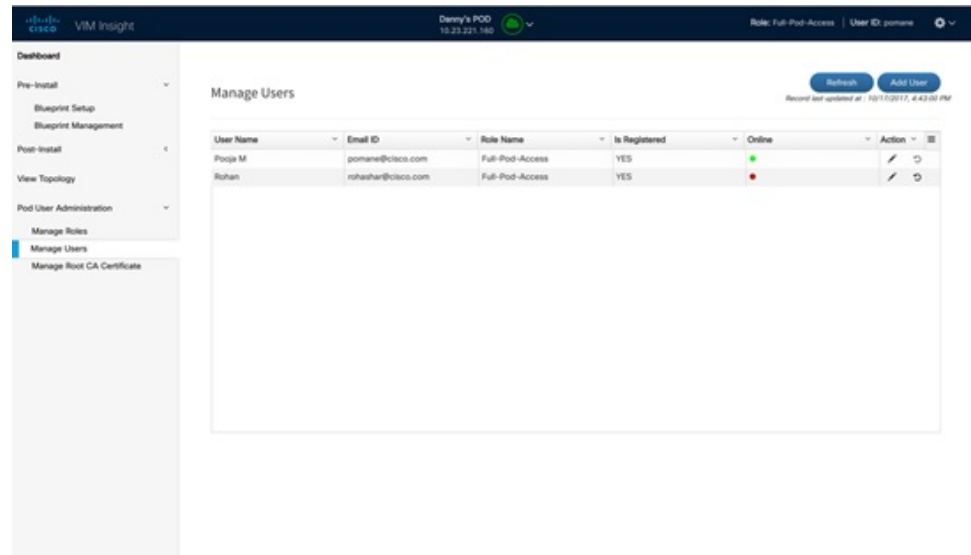 cisco VIM Insight
Danny's POD
10.23.221.160
Role: Full-Pod-Access | User ID: pomane
Dashboard
Pre-Install
Blueprint Setup
Blueprint Management
Post-Install
View Topology
Pod User Administration
Manage Roles
Manage Users
Manage Root CA Certificate
Manage Users
Refresh Add User
Record last updated at : 10/17/2017, 4:43:00 PM
User Name Email ID Role Name Is Registered Online Action
Pooja M pomane@cisco.com Full-Pod-Access YES
Rohan rohashar@cisco.com Full-Pod-Access YES